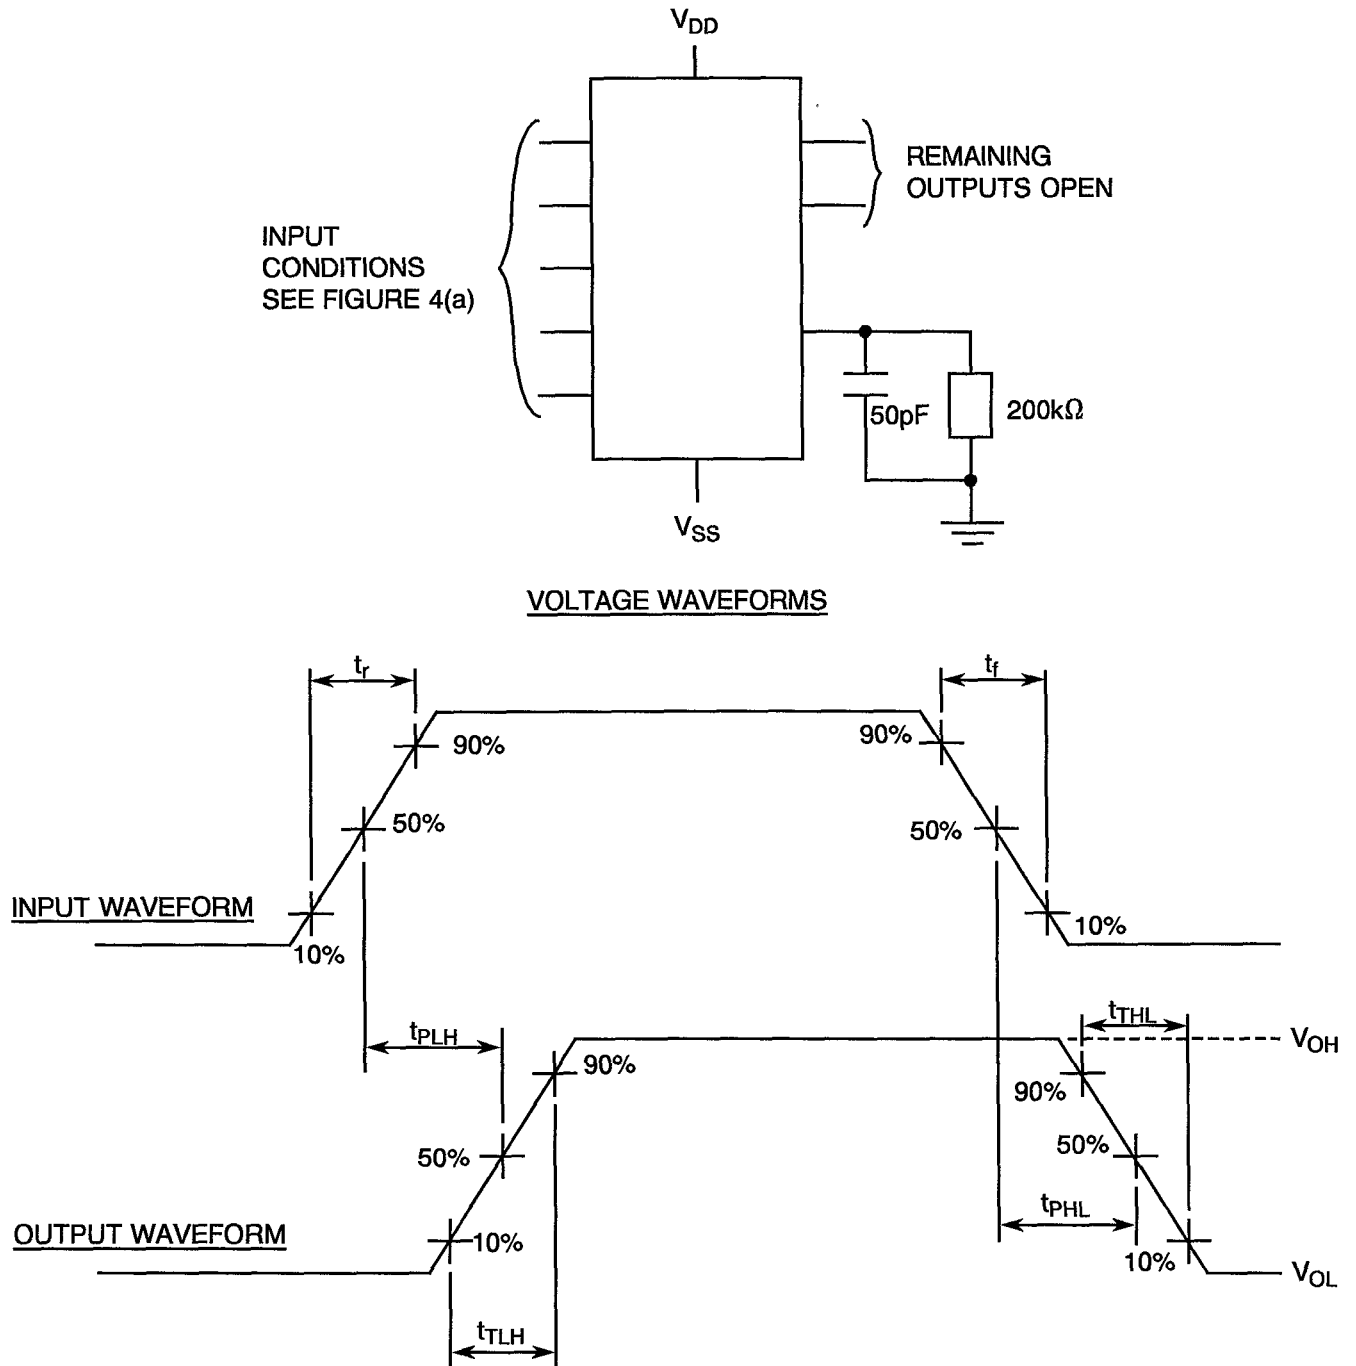 VDD
REMAINING
OUTPUTS OPEN
INPUT
CONDITIONS
SEE FIGURE 4(a)
50pF
200kΩ
VSS
VOLTAGE WAVEFORMS
tr
tf
90%
90%
50%
50%
INPUT WAVEFORM
10%
10%
tPLH
tTHL
VOH
90%
90%
50%
50%
tPHL
OUTPUT WAVEFORM
10%
10%
VOL
tTLH